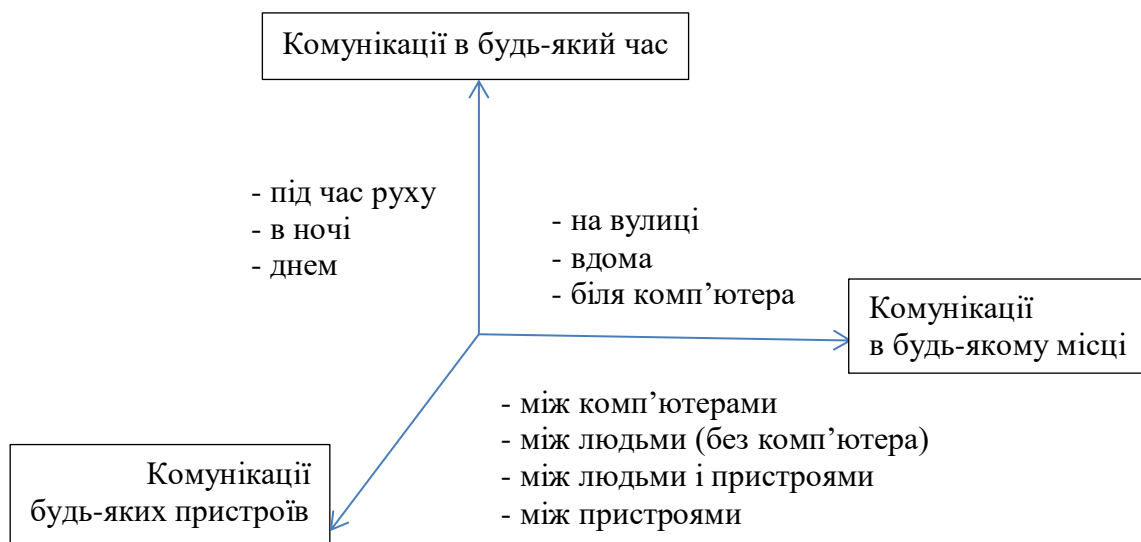 Комунікації в будь-який час
- під час руху
- в ночі
- днем
- на вулиці
- вдома
- біля комп’ютера
Комунікації
в будь-якому місці
- між комп’ютерами
- між людьми (без комп’ютера)
- між людьми і пристроями
- між пристроями
Комунікації
будь-яких пристроїв